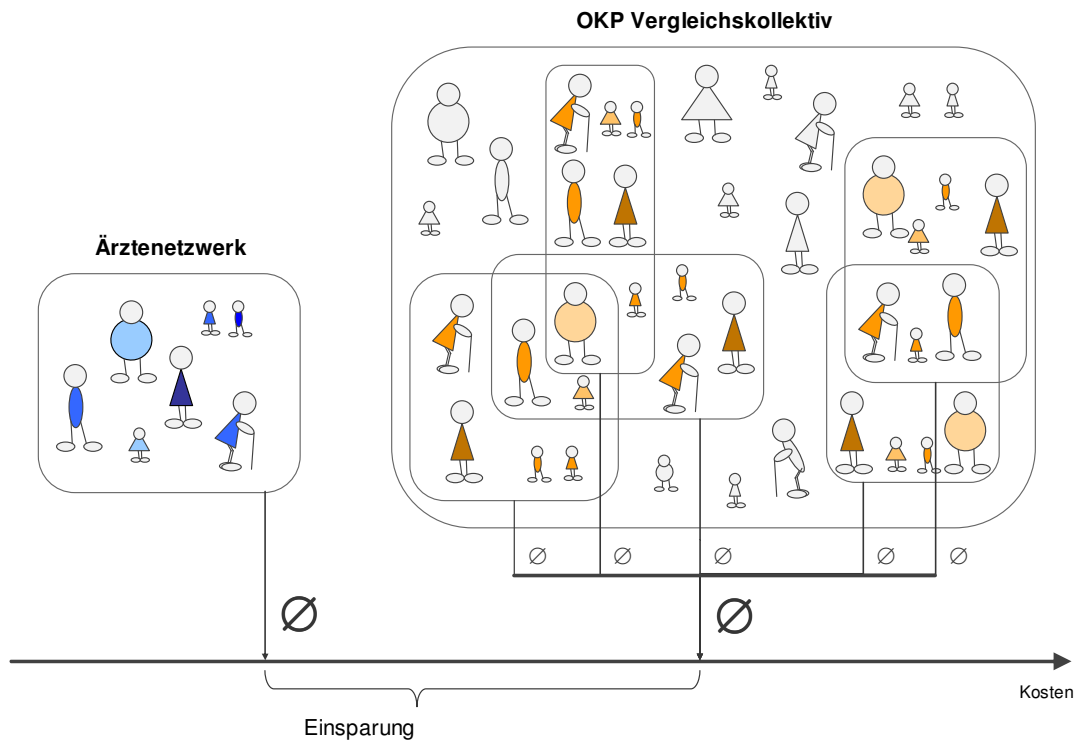 OKP Vergleichskollektiv
Ärztenetzwerk
∅ ∅ ∅ ∅ ∅
∅ ∅
Kosten
Einsparung